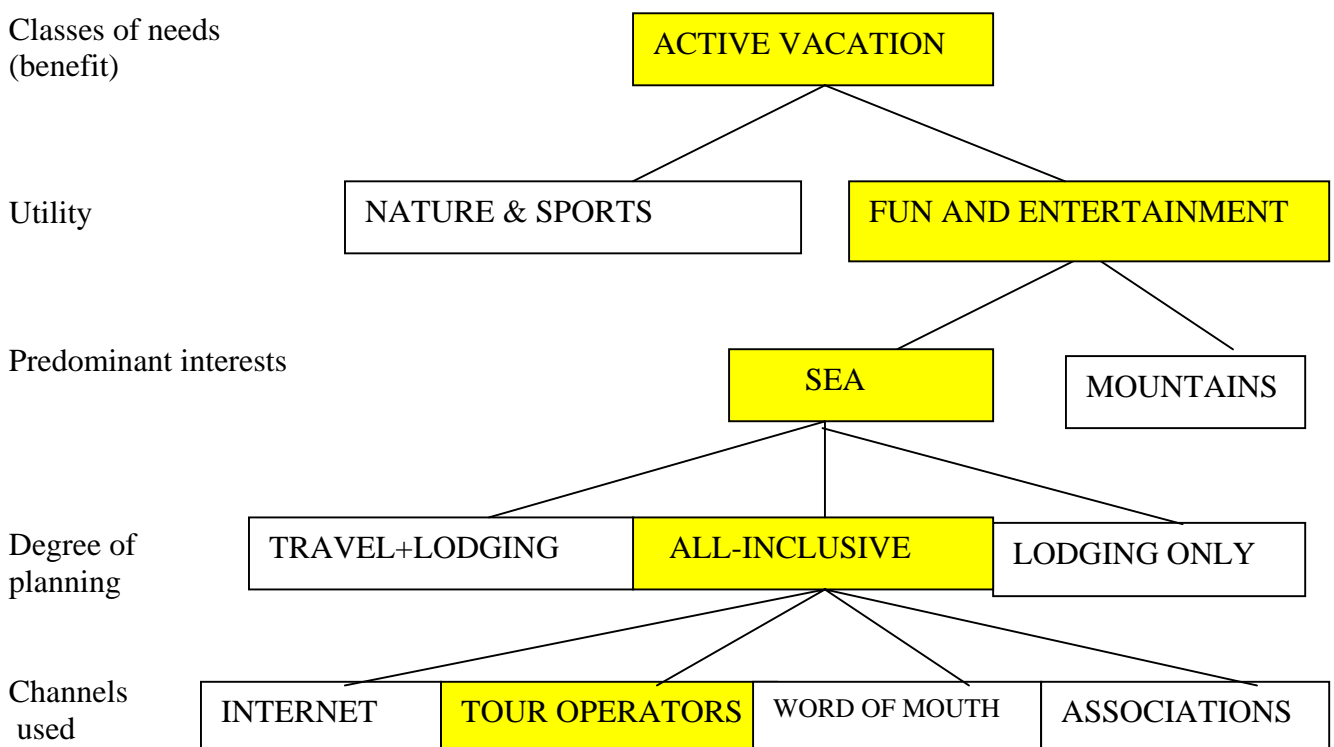 Classes of needs
(benefit)
ACTIVE VACATION
Utility
NATURE & SPORTS
FUN AND ENTERTAINMENT
Predominant interests
SEA
MOUNTAINS
Degree of
planning
TRAVEL+LODGING
ALL-INCLUSIVE
LODGING ONLY
Channels
used
INTERNET
TOUR OPERATORS
WORD OF MOUTH
ASSOCIATIONS